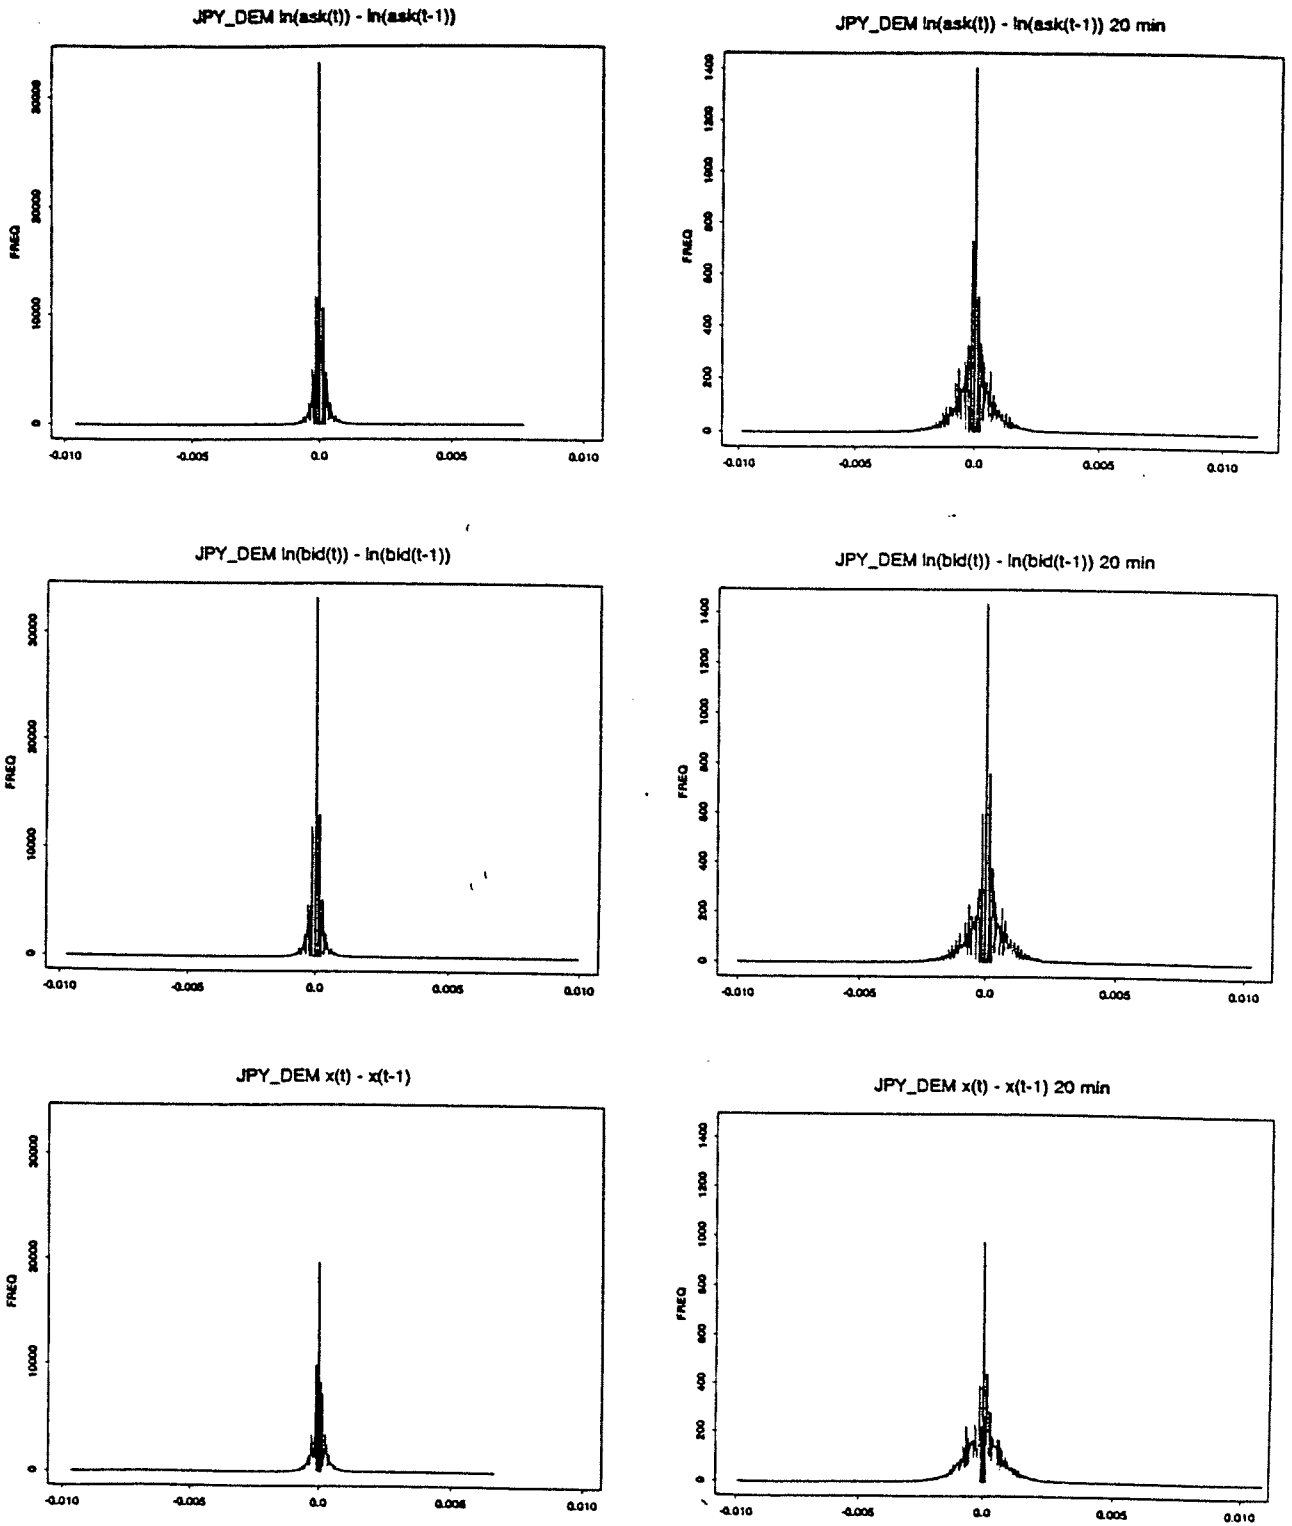 JPY_DEM ln(ask(t)) - ln(ask(t-1))
FREQ
30000
20000
10000
0
-0.010 -0.005 0.0 0.005 0.010
JPY_DEM ln(ask(t)) - ln(ask(t-1)) 20 min
FREQ
1400
1200
1000
800
600
400
200
0
-0.010 -0.005 0.0 0.005 0.010
JPY_DEM ln(bid(t)) - ln(bid(t-1))
FREQ
30000
20000
10000
0
-0.010 -0.005 0.0 0.005 0.010
JPY_DEM ln(bid(t)) - ln(bid(t-1)) 20 min
FREQ
1400
1200
1000
800
600
400
200
0
-0.010 -0.005 0.0 0.005 0.010
JPY_DEM x(t) - x(t-1)
FREQ
30000
20000
10000
0
-0.010 -0.005 0.0 0.005 0.010
JPY_DEM x(t) - x(t-1) 20 min
FREQ
1400
1200
1000
800
600
400
200
0
-0.010 -0.005 0.0 0.005 0.010